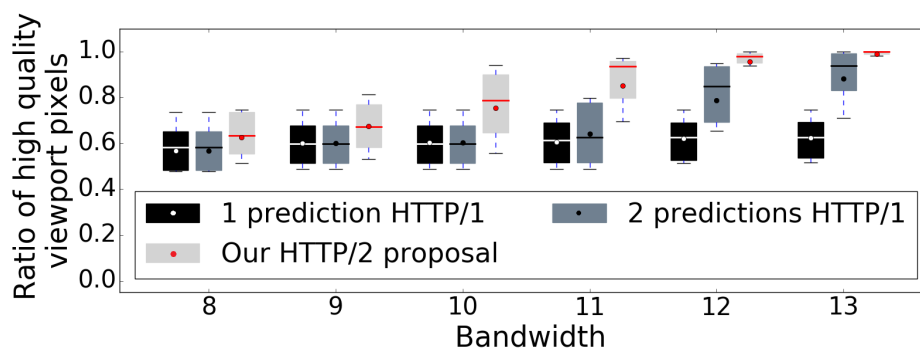 Ratio of high quality
viewport pixels
1.0
0.8
0.6
0.4
0.2
0.0
1 prediction HTTP/1
2 predictions HTTP/1
Our HTTP/2 proposal
8
9
10
11
12
13
Bandwidth